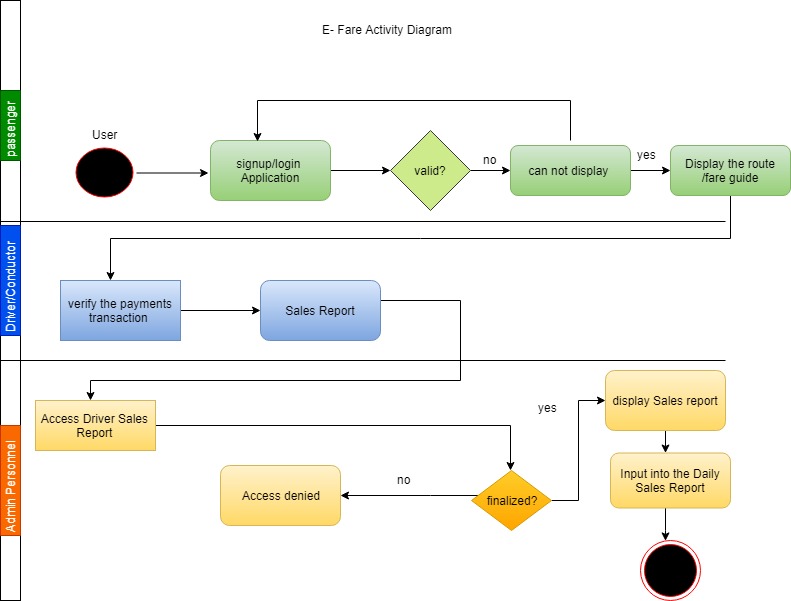 E- Fare Activity Diagram
passenger
User
signup/login
Application
valid?
no
can not display
yes
Display the route
/fare guide
Driver/Conductor
verify the payments
transaction
Sales Report
Admin Personnel
Access Driver Sales
Report
yes
display Sales report
Access denied
no
finalized?
Input into the Daily
Sales Report